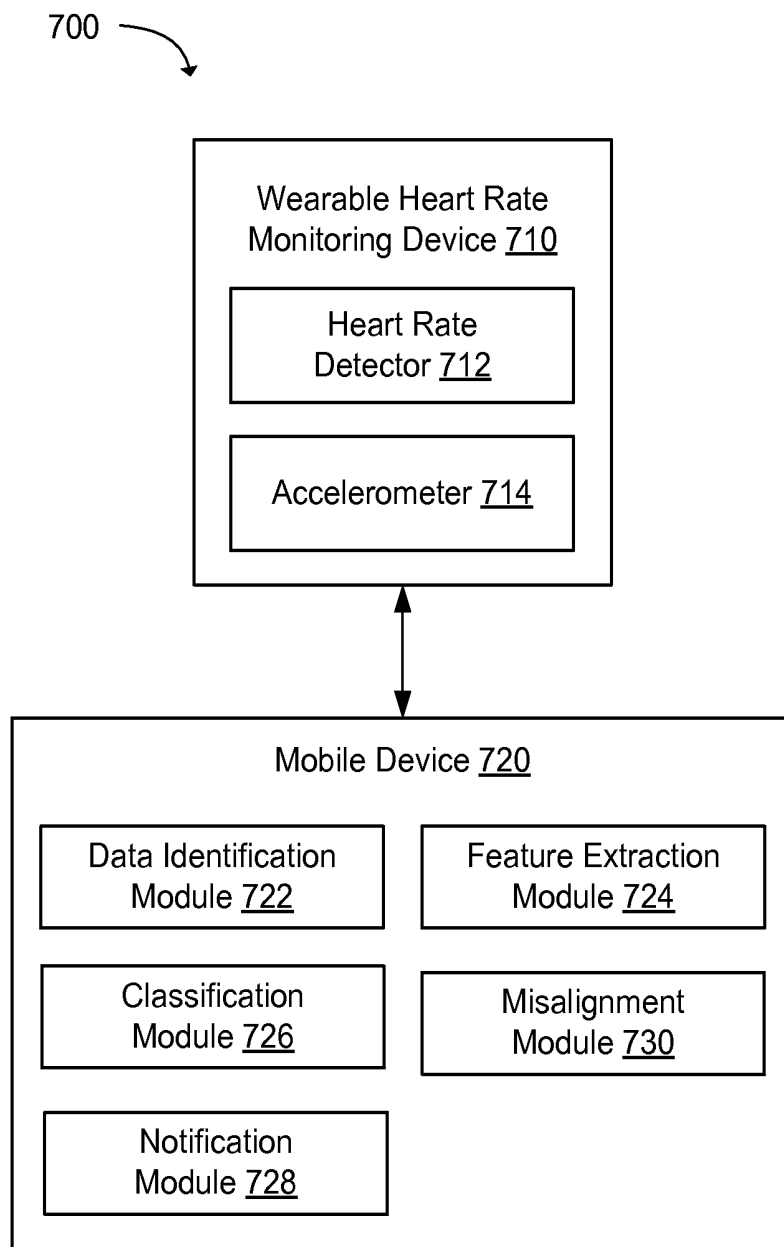 700
Wearable Heart Rate
Monitoring Device 710
Heart Rate
Detector 712
Accelerometer 714
Mobile Device 720
Data Identification
Module 722
Feature Extraction
Module 724
Classification
Module 726
Misalignment
Module 730
Notification
Module 728